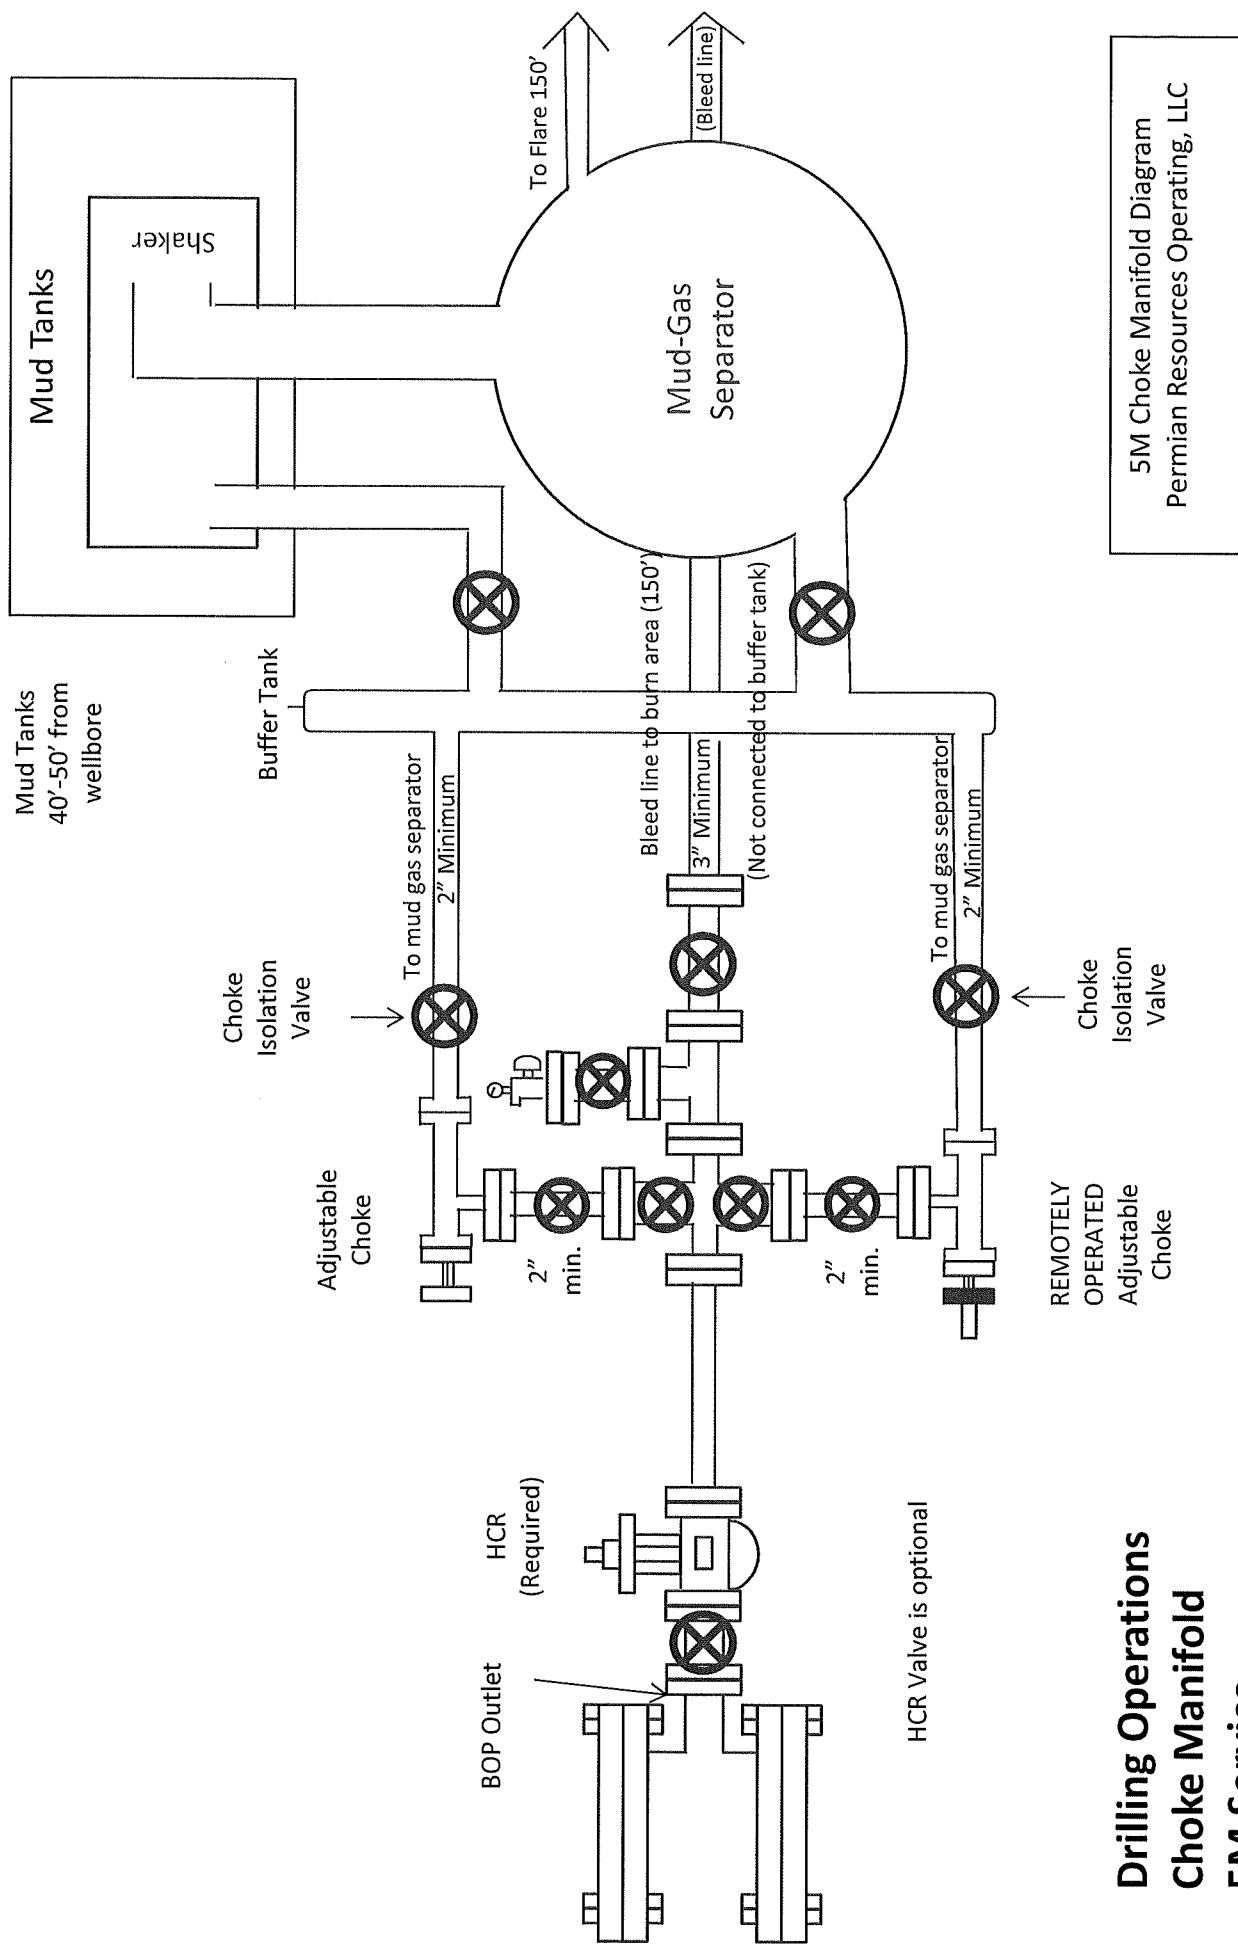 Mud Tanks
40'-50' from
wellbore
Mud Tanks
Shaker
Buffer Tank
To Flare 150'
(Bleed line)
Mud-Gas
Separator
Bleed line to burn area (150')
3" Minimum
(Not connected to buffer tank)
To mud gas separator
2" Minimum
To mud gas separator
2" Minimum
Choke
Isolation
Valve
Choke
Isolation
Valve
Adjustable
Choke
2"
min.
2"
min.
REMOTELY
OPERATED
Adjustable
Choke
HCR
(Required)
BOP Outlet
HCR Valve is optional
Drilling Operations
Choke Manifold
5M Service
5M Choke Manifold Diagram
Permian Resources Operating, LLC